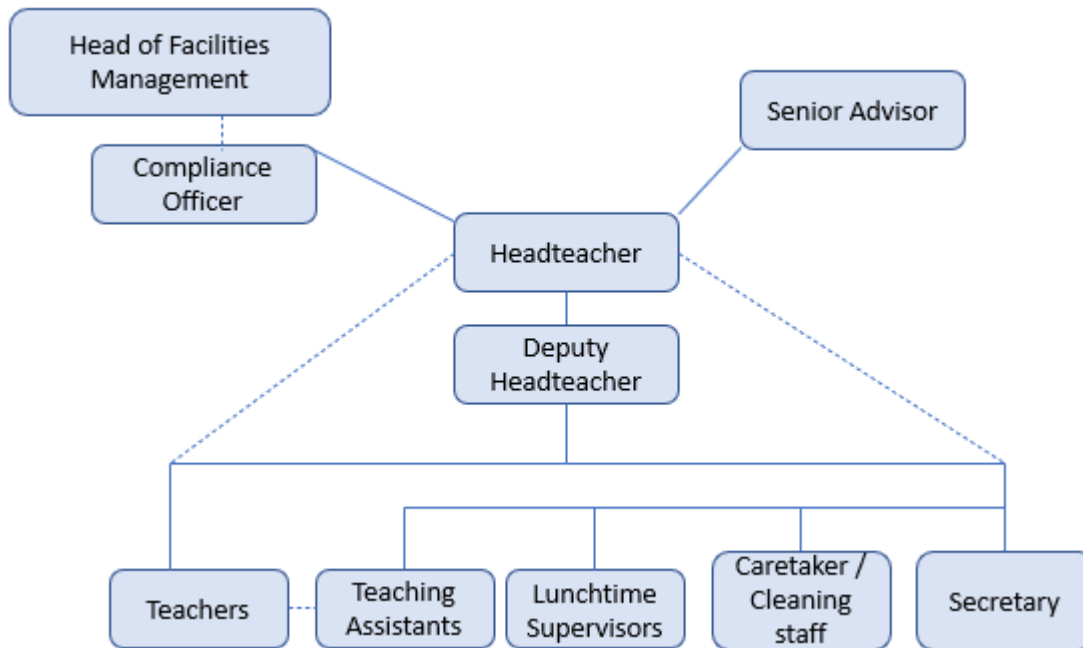 Head of Facilities
Management
Senior Advisor
Compliance
Officer
Headteacher
Deputy
Headteacher
Teachers
Teaching
Assistants
Lunchtime
Supervisors
Caretaker /
Cleaning
staff
Secretary